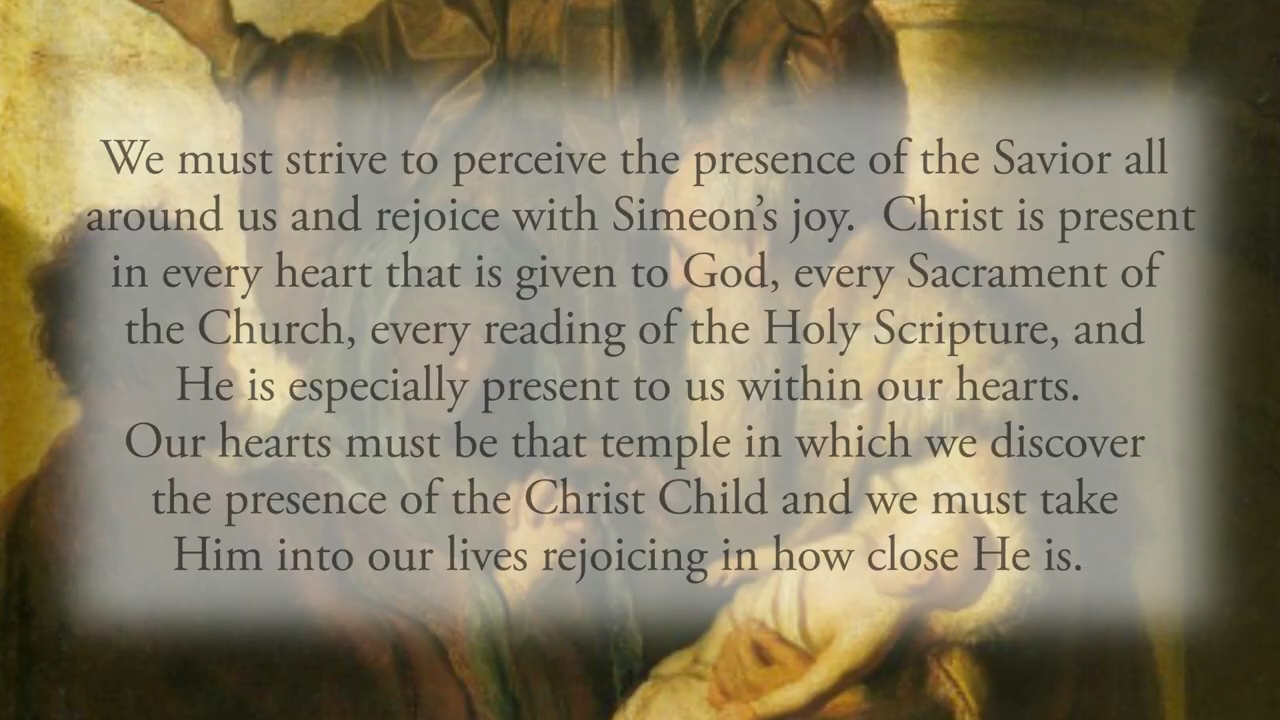 We must strive to perceive the presence of the Savior all
around us and rejoice with Simeon’s joy.  Christ is present
in every heart that is given to God, every Sacrament of
the Church, every reading of the Holy Scripture, and
He is especially present to us within our hearts.
Our hearts must be that temple in which we discover
the presence of the Christ Child and we must take
Him into our lives rejoicing in how close He is.